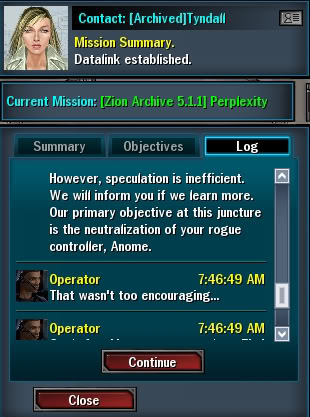 Contact: [Archived]Tyndall
Mission Summary.
Datalink established.
Current Mission: [Zion Archive 5.1.1] Perplexity
Summary
Objectives
Log
However, speculation is inefficient.
We will inform you if we learn more.
Our primary objective at this juncture
is the neutralization of your rogue
controller, Anome.
Operator 7:46:49 AM
That wasn't too encouraging...
Operator 7:46:49 AM
Continue
Close